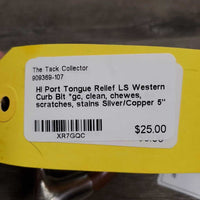 The Tack Collector
909369-107
HI Port Tongue Relief LS Western
Curb Bit *gc, clean, chewes,
scratches, stains Silver/Copper 5"
$25.00
XR7GQC